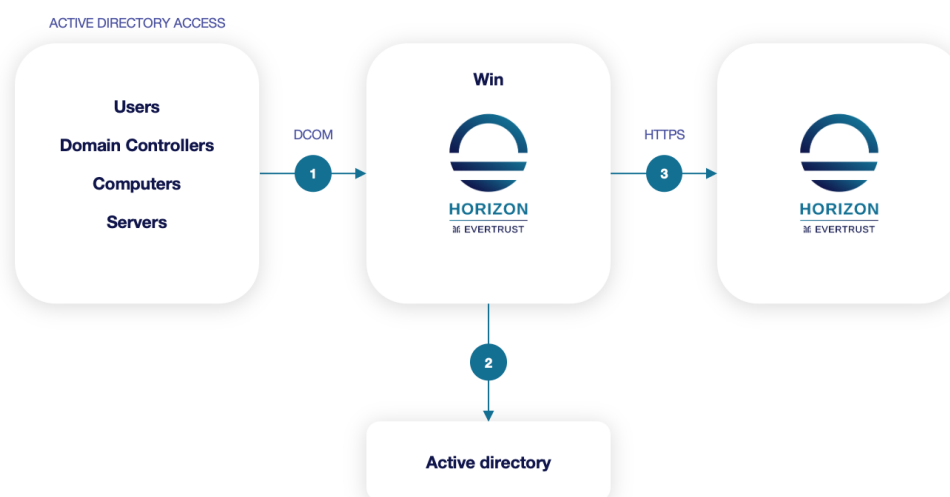 ACTIVE DIRECTORY ACCESS
Users
Domain Controllers
Computers
Servers
DCOM
1
Win
HORIZON
EVERTRUST
HTTPS
3
HORIZON
EVERTRUST
2
Active directory